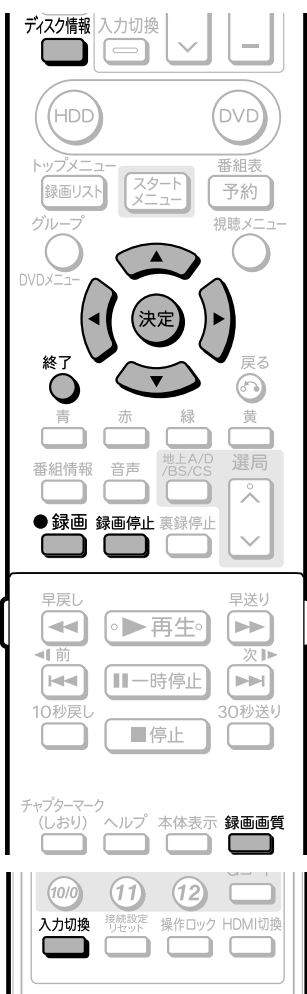 ディスク情報 入力切換
HDD DVD
トップメニュー 番組表
録画リスト スタートメニュー 予約
グループ 視聴メニュー
DVDメニュー
決定
終了 戻る
青 赤 緑 黄
番組情報 音声 地上A/D/BS/CS 選局
●録画 録画停止 裏録停止
早戻し 早送り
▶再生
前 次
一時停止
10秒戻し 30秒送り
■停止
チャプターマーク
(しおり) ヘルプ 本体表示 録画画質
10/0 11 12
入力切換 接続設定リセット 操作ロック HDMI切換